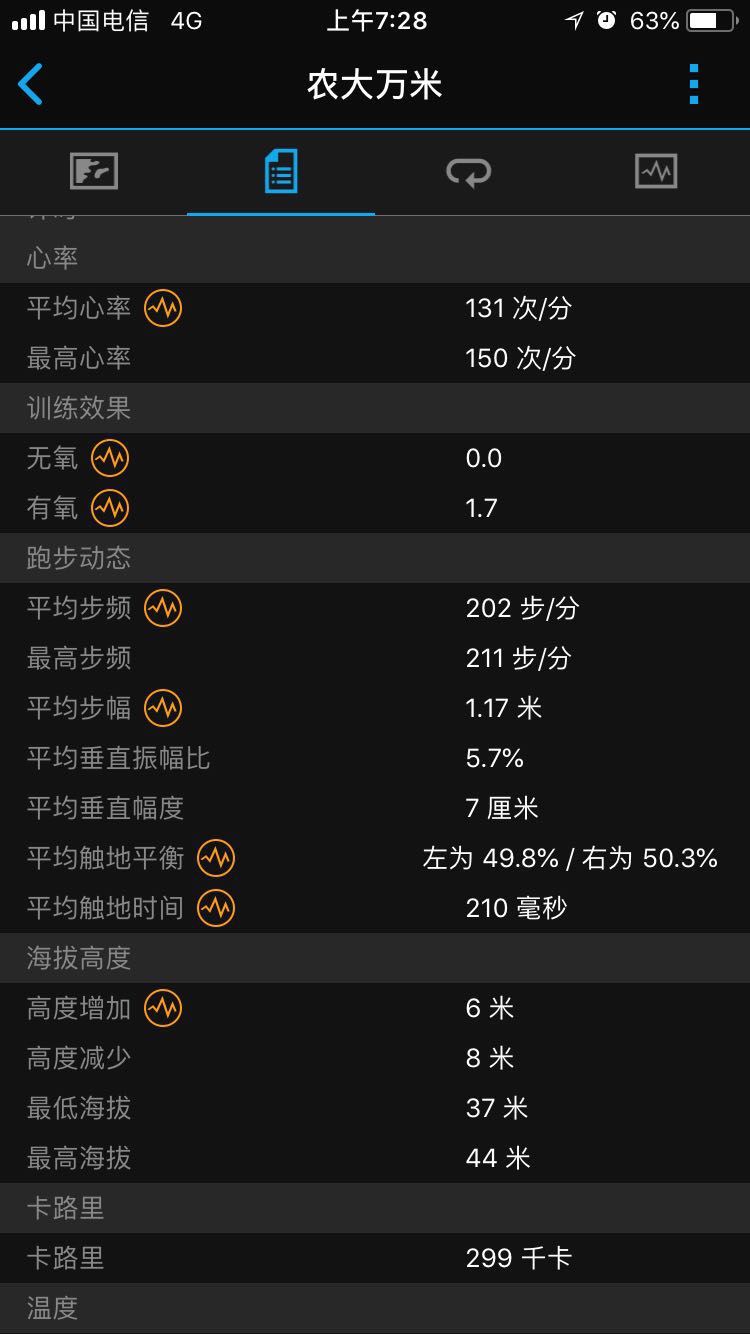 中国电信 4G 上午7:28 63%
农大万米
心率
平均心率 131 次/分
最高心率 150 次/分
训练效果
无氧 0.0
有氧 1.7
跑步动态
平均步频 202 步/分
最高步频 211 步/分
平均步幅 1.17 米
平均垂直振幅比 5.7%
平均垂直幅度 7 厘米
平均触地平衡 左为 49.8% / 右为 50.3%
平均触地时间 210 毫秒
海拔高度
高度增加 6 米
高度减少 8 米
最低海拔 37 米
最高海拔 44 米
卡路里
卡路里 299 千卡
温度